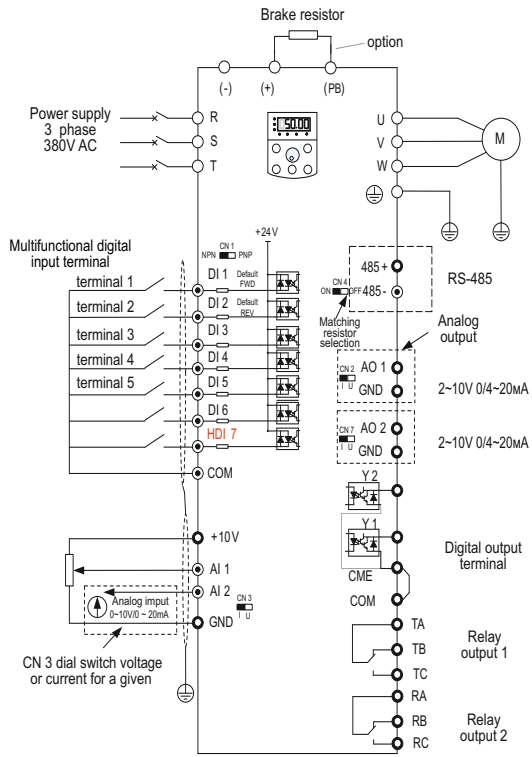 Brake resistor
option
(-)
(+)
(PB)
Power supply
3 phase
380V AC
R
S
T
50.00
U
V
W
M
+24V
CN 1
NPN
PNP
Multifunctional digital
input terminal
terminal 1
terminal 2
terminal 3
terminal 4
terminal 5
DI 1
Default
FWD
DI 2
Default
REV
DI 3
DI 4
DI 5
DI 6
HDI 7
COM
485+
CN 4
ON
OFF
485-
RS-485
Matching
resistor
selection
Analog
output
AO 1
CN 2
I U
GND
2~10V 0/4~20MA
AO 2
CN 7
I U
GND
2~10V 0/4~20MA
Y2
Y1
CME
COM
Digital output
terminal
+10V
AI 1
AI 2
CN 3
I U
GND
Analog imput
0~10V/0 ~ 20mA
CN 3 dial switch voltage
or current for a given
TA
TB
TC
Relay
output 1
RA
RB
RC
Relay
output 2